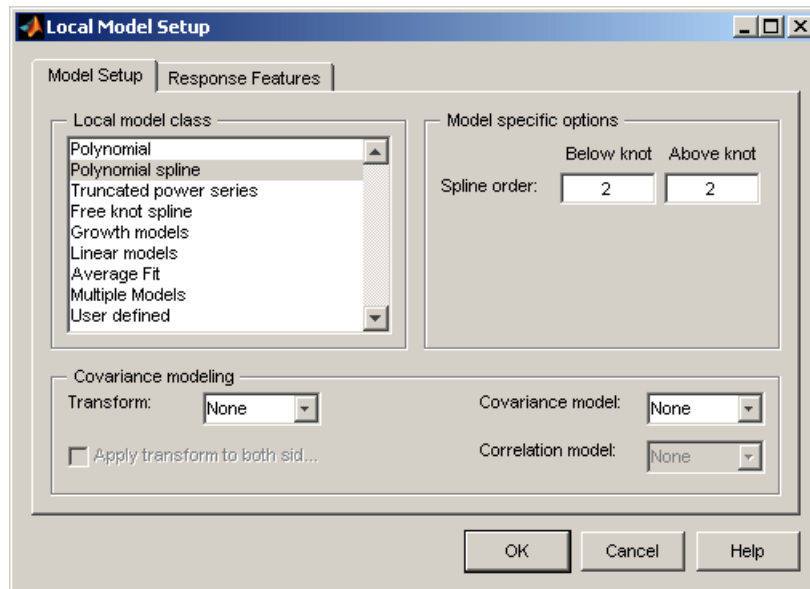 Local Model Setup
Model Setup
Response Features
Local model class
Polynomial
Polynomial spline
Truncated power series
Free knot spline
Growth models
Linear models
Average Fit
Multiple Models
User defined
Model specific options
Below knot Above knot
Spline order: 2 2
Covariance modeling
Transform: None
Covariance model: None
Apply transform to both sid...
Correlation model: None
OK Cancel Help